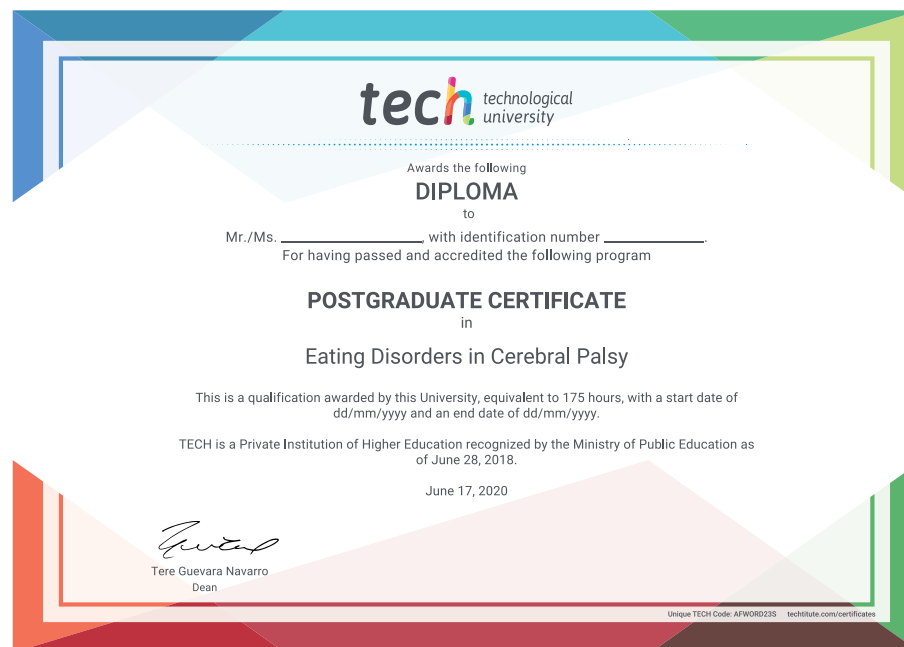 tech technological
university
Awards the following
DIPLOMA
to
Mr./Ms. ______________, with identification number __________.
For having passed and accredited the following program
POSTGRADUATE CERTIFICATE
in
Eating Disorders in Cerebral Palsy
This is a qualification awarded by this University, equivalent to 175 hours, with a start date of
dd/mm/yyyy and an end date of dd/mm/yyyy.
TECH is a Private Institution of Higher Education recognized by the Ministry of Public Education as
of June 28, 2018.
June 17, 2020
Tere Guevara Navarro
Dean
Unique TECH Code: AFWORD23S techtitute.com/certificates